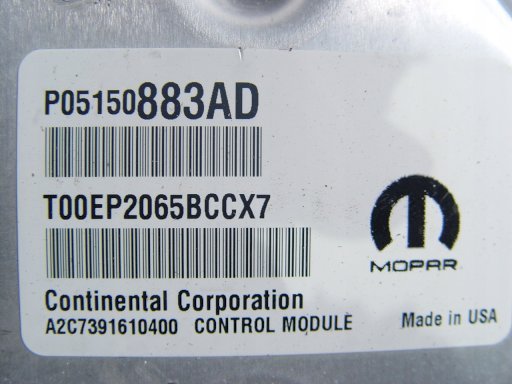 P05150883AD
T00EP2065BCCX7
MOPAR
Continental Corporation
A2C7391610400 CONTROL MODULE
Made in USA